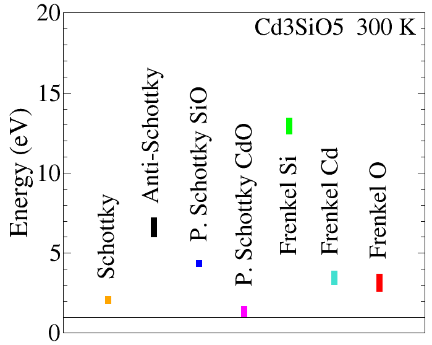 20
Cd3SiO5 300 K
15
10
5
0
Energy (eV)
Schottky
Anti-Schottky
P. Schottky SiO
P. Schottky CdO
Frenkel Si
Frenkel Cd
Frenkel O